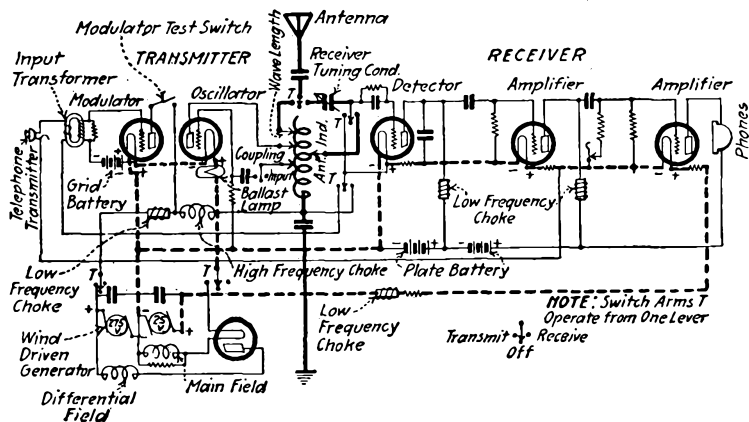 Antenna
Modulator Test Switch
TRANSMITTER
Input
Transformer
Modulator
Oscillator
Wave Length
Receiver
Tuning Cond.
RECEIVER
Detector
Amplifier
Amplifier
Phones
Telephone
Transmitter
Grid
Battery
Coupling
Input
Ballast
Lamp
Ant. Ind.
T
T
T
Low Frequency
Choke
Low
Frequency
Choke
T
T
High Frequency Choke
Plate Battery
Low
Frequency
Choke
NOTE: Switch Arms T
Operate from One Lever
Transmit
Receive
Off
275
25
V
Wind
Driven
Generator
Main Field
Differential
Field